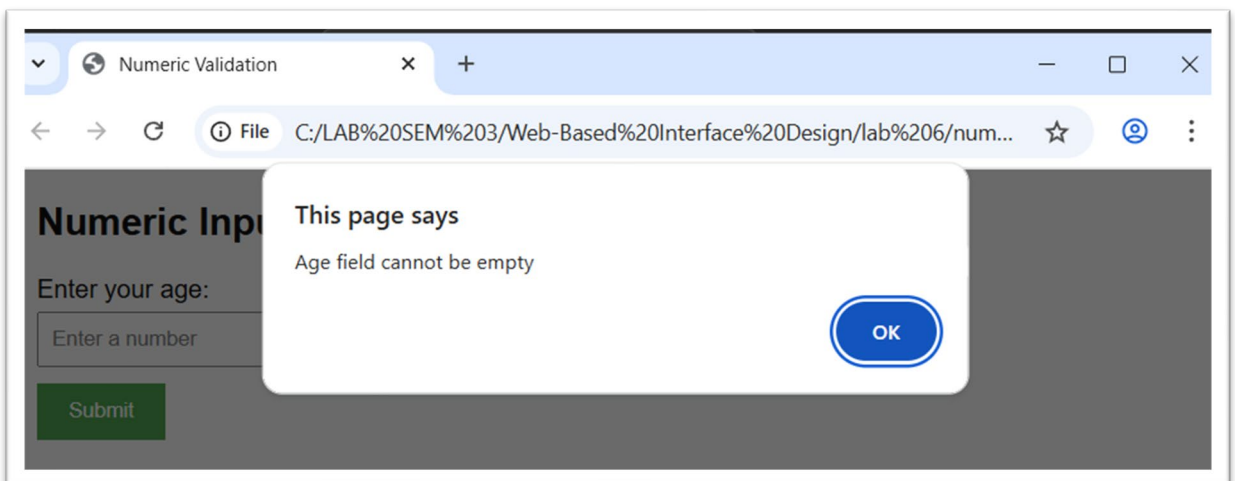 Numeric Validation
File C:/LAB%20SEM%203/Web-Based%20Interface%20Design/lab%206/num...
This page says
Numeric Inpu
Age field cannot be empty
Enter your age:
Enter a number
OK
Submit